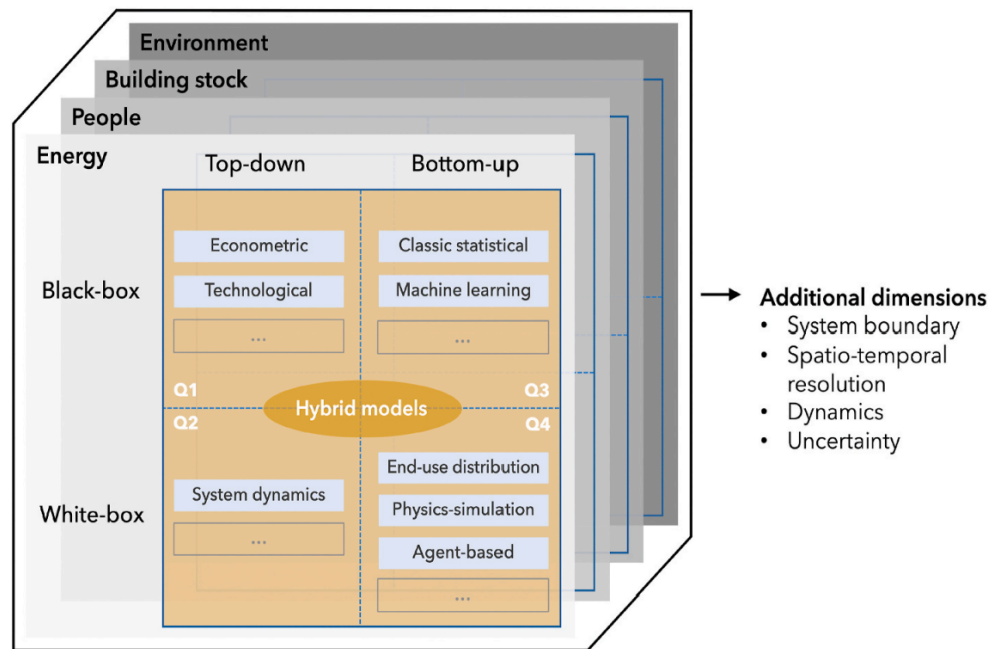 Environment
Building stock
People
Energy
Top-down
Bottom-up
Black-box
Econometric
Technological
...
Classic statistical
Machine learning
...
Q1
Q3
Hybrid models
Q2
Q4
White-box
System dynamics
...
End-use distribution
Physics-simulation
Agent-based
...
Additional dimensions
• System boundary
• Spatio-temporal
resolution
• Dynamics
• Uncertainty